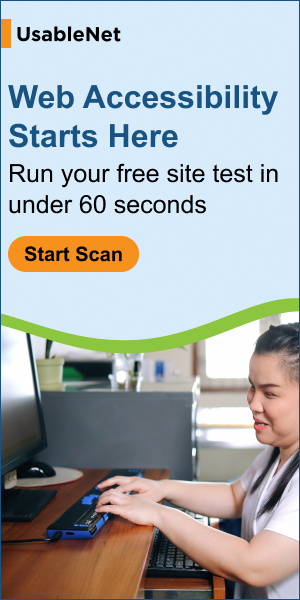 UsableNet
Web Accessibility
Starts Here
Run your free site test in
under 60 seconds
Start Scan